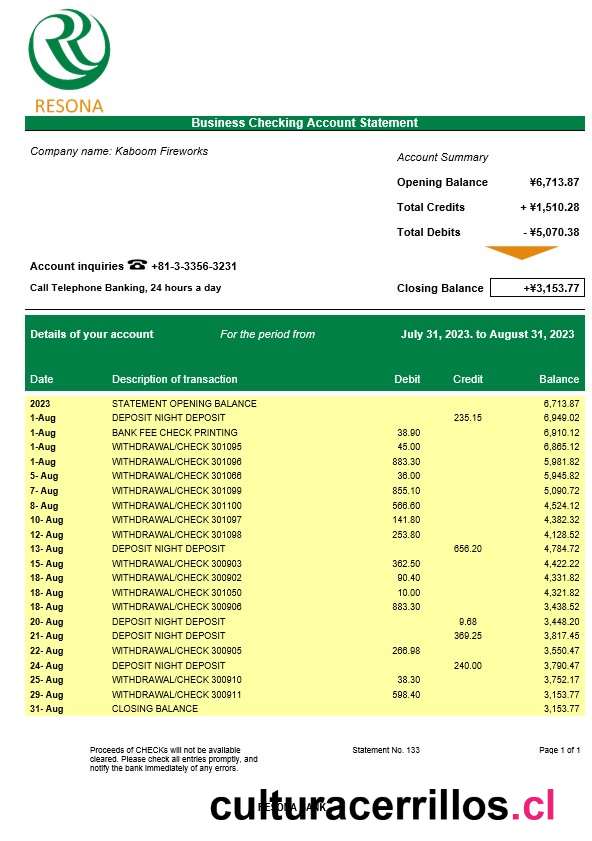 RESONA
Business Checking Account Statement
Company name: Kaboom Fireworks
Account Summary
Opening Balance ¥6,713.87
Total Credits + ¥1,510.28
Total Debits - ¥5,070.38
Account inquiries ☎ +81-3-3356-3231
Call Telephone Banking, 24 hours a day
Closing Balance +¥3,153.77
Details of your account For the period from July 31, 2023. to August 31, 2023
Date Description of transaction Debit Credit Balance
2023 STATEMENT OPENING BALANCE 6,713.87
1-Aug DEPOSIT NIGHT DEPOSIT 235.15 6,949.02
1-Aug BANK FEE CHECK PRINTING 38.90 6,910.12
1-Aug WITHDRAWAL/CHECK 301095 45.00 6,865.12
1-Aug WITHDRAWAL/CHECK 301096 883.30 5,981.82
5- Aug WITHDRAWAL/CHECK 301066 36.00 5,945.82
7- Aug WITHDRAWAL/CHECK 301099 855.10 5,090.72
8- Aug WITHDRAWAL/CHECK 301100 566.60 4,524.12
10- Aug WITHDRAWAL/CHECK 301097 141.80 4,382.32
12- Aug WITHDRAWAL/CHECK 301098 253.80 4,128.52
13- Aug DEPOSIT NIGHT DEPOSIT 656.20 4,784.72
15- Aug WITHDRAWAL/CHECK 300903 362.50 4,422.22
18- Aug WITHDRAWAL/CHECK 300902 90.40 4,331.82
18- Aug WITHDRAWAL/CHECK 301050 10.00 4,321.82
18- Aug WITHDRAWAL/CHECK 300906 883.30 3,438.52
20- Aug DEPOSIT NIGHT DEPOSIT 9.68 3,448.20
21- Aug DEPOSIT NIGHT DEPOSIT 369.25 3,817.45
22- Aug WITHDRAWAL/CHECK 300905 266.98 3,550.47
24- Aug DEPOSIT NIGHT DEPOSIT 240.00 3,790.47
25- Aug WITHDRAWAL/CHECK 300910 38.30 3,752.17
29- Aug WITHDRAWAL/CHECK 300911 598.40 3,153.77
31- Aug CLOSING BALANCE 3,153.77
Proceeds of CHECKs will not be available
cleared. Please check all entries promptly, and
notify the bank immediately of any errors.
Statement No. 133
Page 1 of 1
RESONA BANK
culturacerrillos.cl